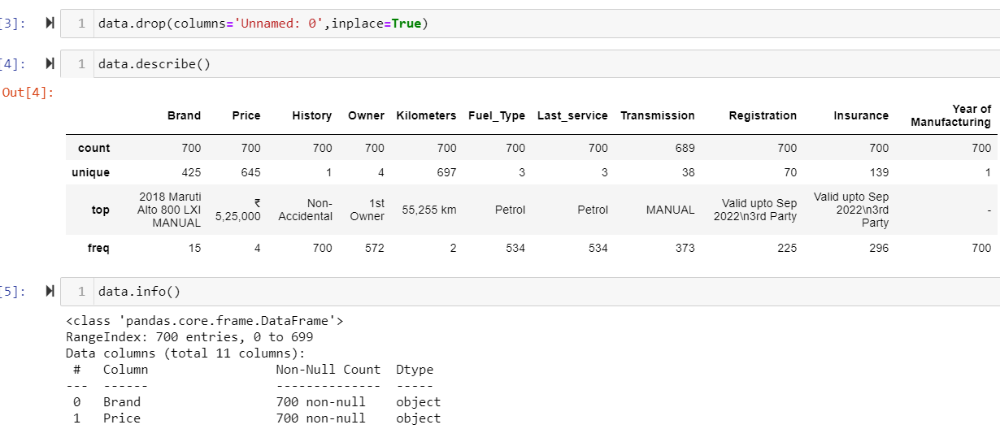 [3]: 1 data.drop(columns='Unnamed: 0',inplace=True)
[4]: 1 data.describe()
Out[4]:
Brand Price History Owner Kilometers Fuel_Type Last_service Transmission Registration Insurance Year of
Manufacturing
count 700 700 700 700 700 700 700 689 700 700 700
unique 425 645 1 4 697 3 3 38 70 139 1
2018 Maruti Valid upto Sep
₹ Non- 1st Valid upto Sep
top Alto 800 LXI 55,255 km Petrol Petrol MANUAL 2022\n3rd -
5,25,000 Accidental Owner 2022\n3rd Party
MANUAL Party
freq 15 4 700 572 2 534 534 373 225 296 700
[5]: 1 data.info()
<class 'pandas.core.frame.DataFrame'>
RangeIndex: 700 entries, 0 to 699
Data columns (total 11 columns):
# Column Non-Null Count Dtype
--- ------ -------------- -----
0 Brand 700 non-null object
1 Price 700 non-null object